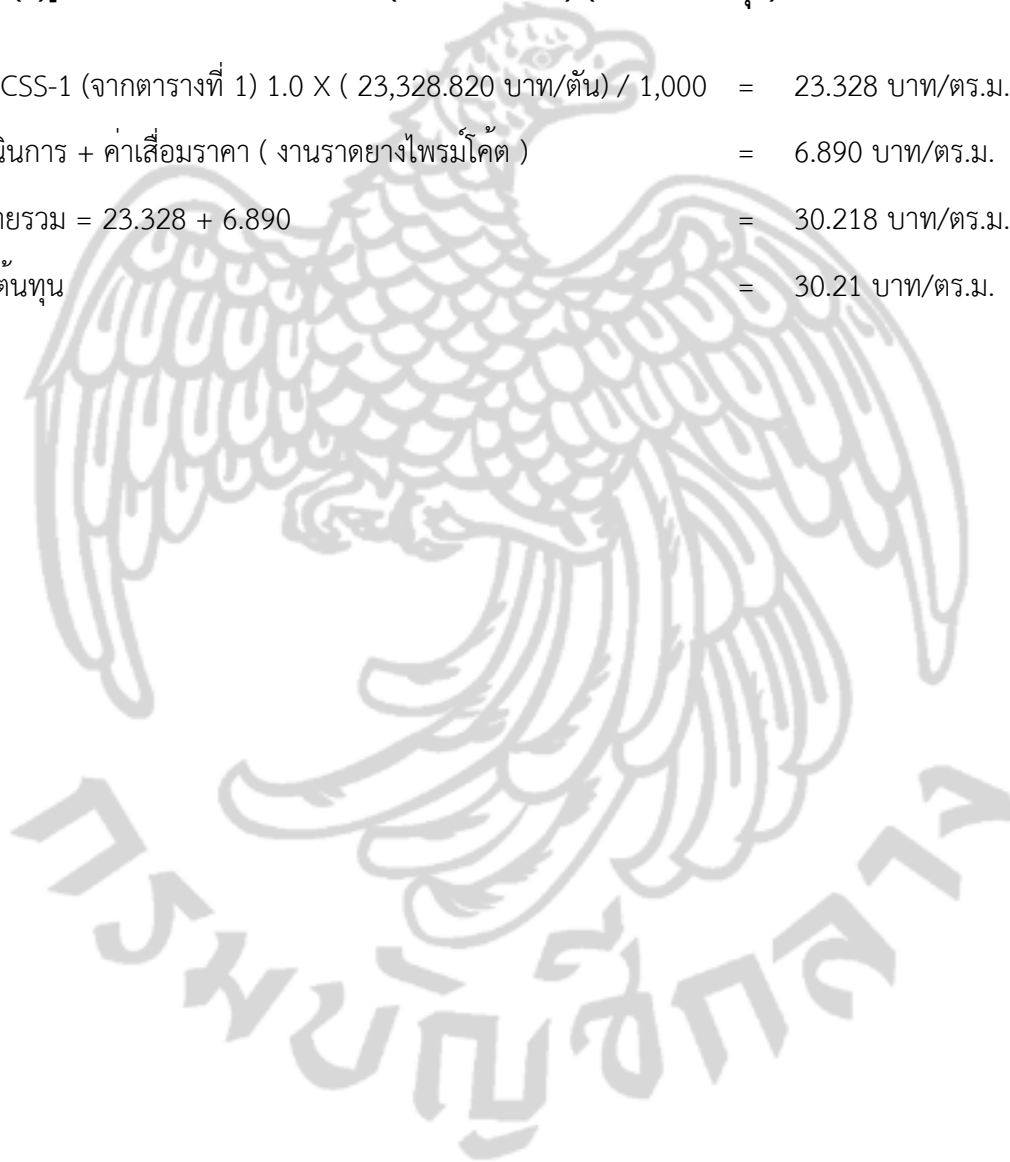 CSS-1 (จากตารางที่ 1) 1.0 X ( 23,328.820 บาท/ตัน) / 1,000 = 23.328 บาท/ตร.ม.
นินการ + ค่าเสื่อมราคา ( งานราดยางไพรม์โค้ต ) = 6.890 บาท/ตร.ม.
ายรวม = 23.328 + 6.890 = 30.218 บาท/ตร.ม.
ต้นทุน = 30.21 บาท/ตร.ม.
กรมบัญชีกลาง